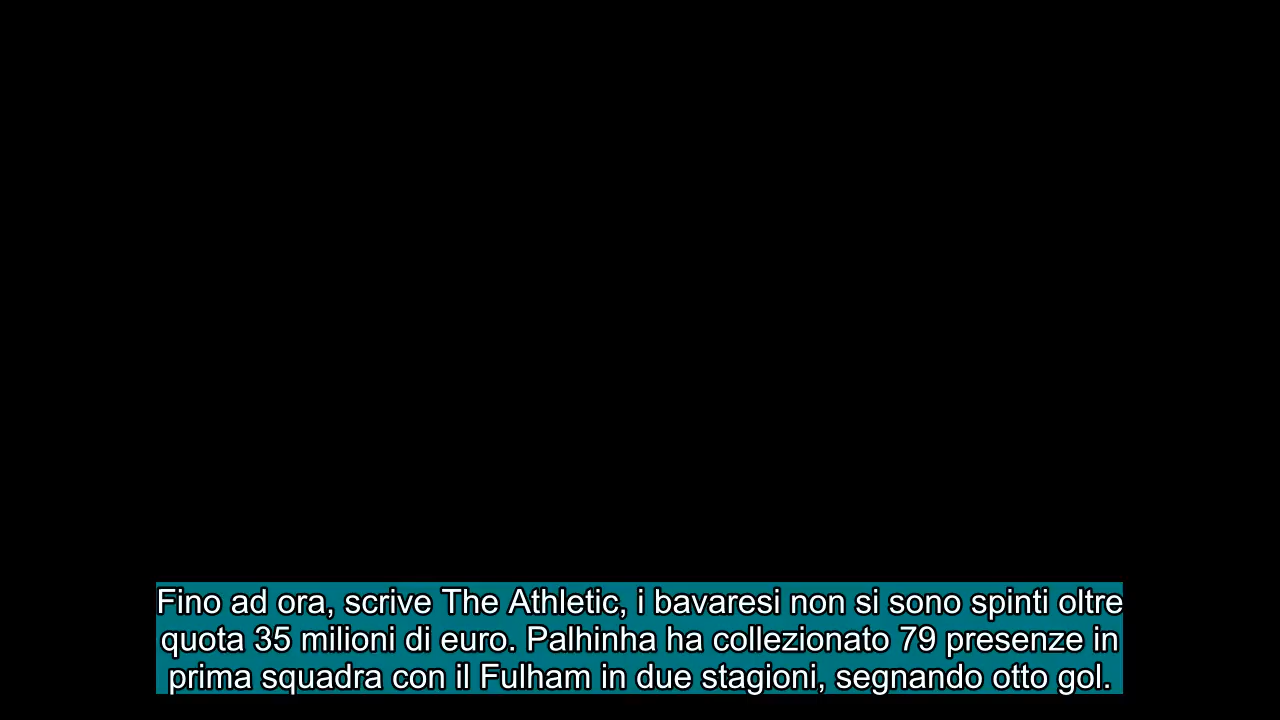 Fino ad ora, scrive The Athletic, i bavaresi non si sono spinti oltre
quota 35 milioni di euro. Palhinha ha collezionato 79 presenze in
prima squadra con il Fulham in due stagioni, segnando otto gol.